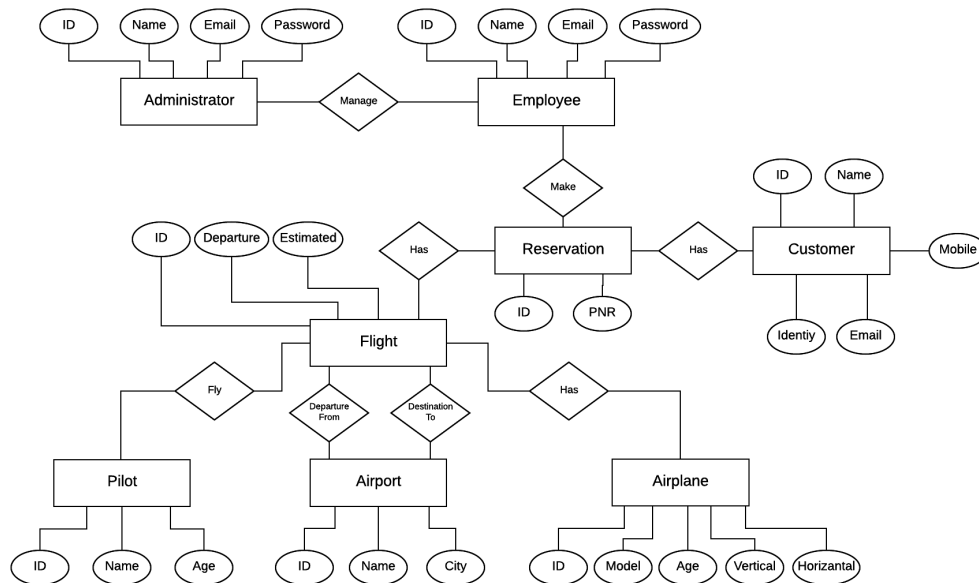 ID
Name
Email
Password
ID
Name
Email
Password
Administrator
Manage
Employee
Make
ID
Name
ID
Departure
Estimated
Has
Reservation
Has
Customer
Mobile
ID
PNR
Identiy
Email
Flight
Fly
Departure
From
Destination
To
Has
Pilot
Airport
Airplane
ID
Name
Age
ID
Name
City
ID
Model
Age
Vertical
Horizantal